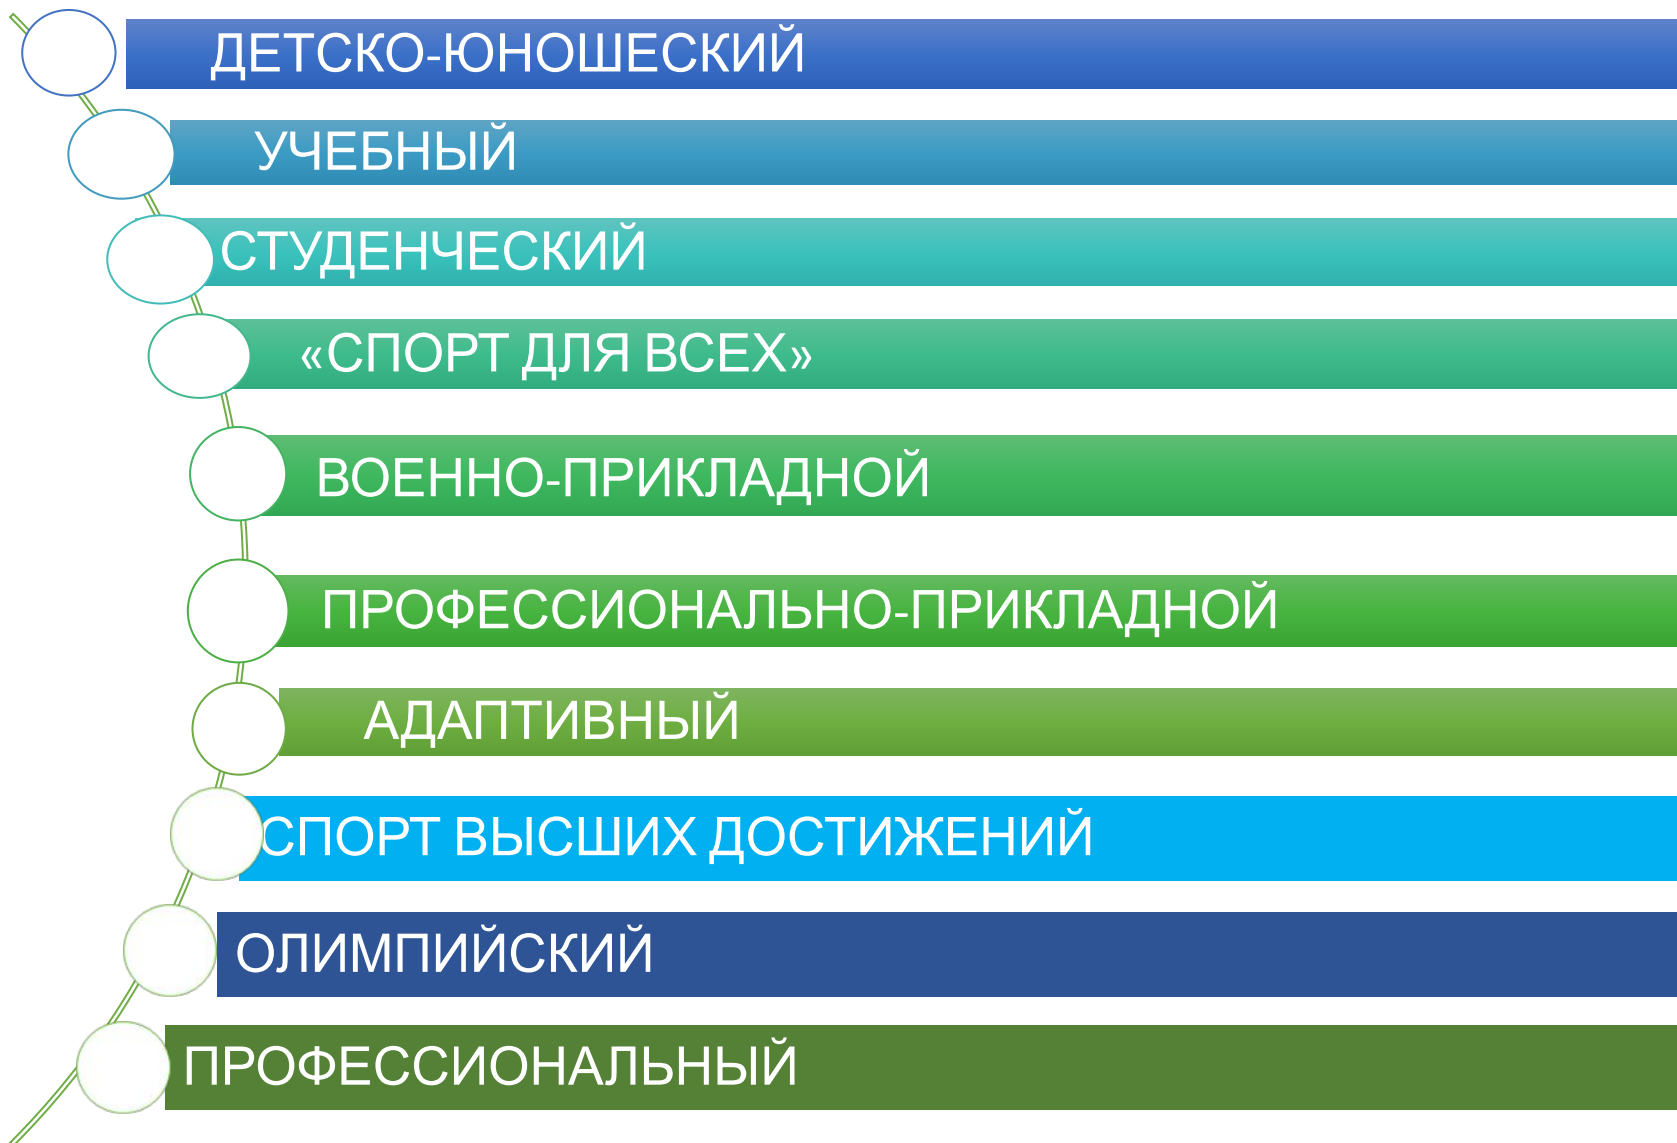 ДЕТСКО-ЮНОШЕСКИЙ
УЧЕБНЫЙ
СТУДЕНЧЕСКИЙ
«СПОРТ ДЛЯ ВСЕХ»
ВОЕННО-ПРИКЛАДНОЙ
ПРОФЕССИОНАЛЬНО-ПРИКЛАДНОЙ
АДАПТИВНЫЙ
СПОРТ ВЫСШИХ ДОСТИЖЕНИЙ
ОЛИМПИЙСКИЙ
ПРОФЕССИОНАЛЬНЫЙ